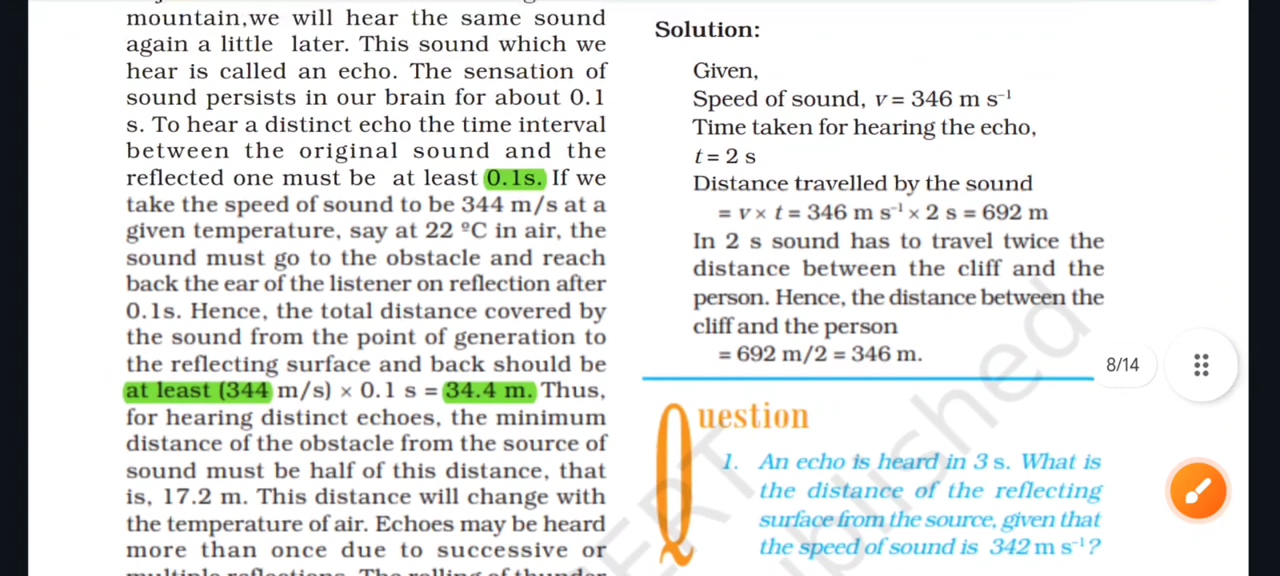 mountain,we will hear the same sound
again a little later. This sound which we
hear is called an echo. The sensation of
sound persists in our brain for about 0.1
s. To hear a distinct echo the time interval
between the original sound and the
reflected one must be at least 0.1s. If we
take the speed of sound to be 344 m/s at a
given temperature, say at 22 ºC in air, the
sound must go to the obstacle and reach
back the ear of the listener on reflection after
0.1s. Hence, the total distance covered by
the sound from the point of generation to
the reflecting surface and back should be
at least (344 m/s) × 0.1 s = 34.4 m. Thus,
for hearing distinct echoes, the minimum
distance of the obstacle from the source of
sound must be half of this distance, that
is, 17.2 m. This distance will change with
the temperature of air. Echoes may be heard
more than once due to successive or
Solution:
Given,
Speed of sound, v = 346 m s⁻¹
Time taken for hearing the echo,
t = 2 s
Distance travelled by the sound
= v × t = 346 m s⁻¹ × 2 s = 692 m
In 2 s sound has to travel twice the
distance between the cliff and the
person. Hence, the distance between the
cliff and the person
= 692 m/2 = 346 m.
8/14
Question
1. An echo is heard in 3 s. What is
the distance of the reflecting
surface from the source, given that
the speed of sound is 342 m s⁻¹?